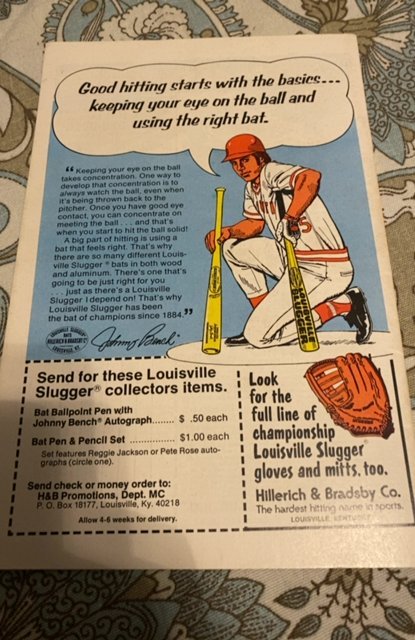 Good hitting starts with the basics...
keeping your eye on the ball and
using the right bat.
“ Keeping your eye on the ball
takes concentration. One way to
develop that concentration is to
always watch the ball, even when
it's being thrown back to the
pitcher. Once you have good eye
contact, you can concentrate on
meeting the ball . . . and that's
when you start to hit the ball solid!
A big part of hitting is using a
bat that feels right. That's why
there are so many different Louis-
ville Slugger® bats in both wood
and aluminum. There's one that's
going to be just right for you
. . . just as there's a Louisville
Slugger I depend on! That's why
Louisville Slugger has been
the bat of champions since 1884.”
Johnny Bench
5
LOUISVILLE
SLUGGER
Send for these Louisville
Slugger® collectors items.
Bat Ballpoint Pen with
Johnny Bench® Autograph....... $ .50 each
Bat Pen & Pencil Set ............... $1.00 each
Set features Reggie Jackson or Pete Rose auto-
graphs (circle one).
Send check or money order to:
H&B Promotions, Dept. MC
P. O. Box 18177, Louisville, Ky. 40218
Allow 4-6 weeks for delivery.
Look
for the
full line of
championship
Louisville Slugger
gloves and mitts, too.
Hillerich & Bradsby Co.
The hardest hitting name in sports.
LOUISVILLE, KENTUCKY